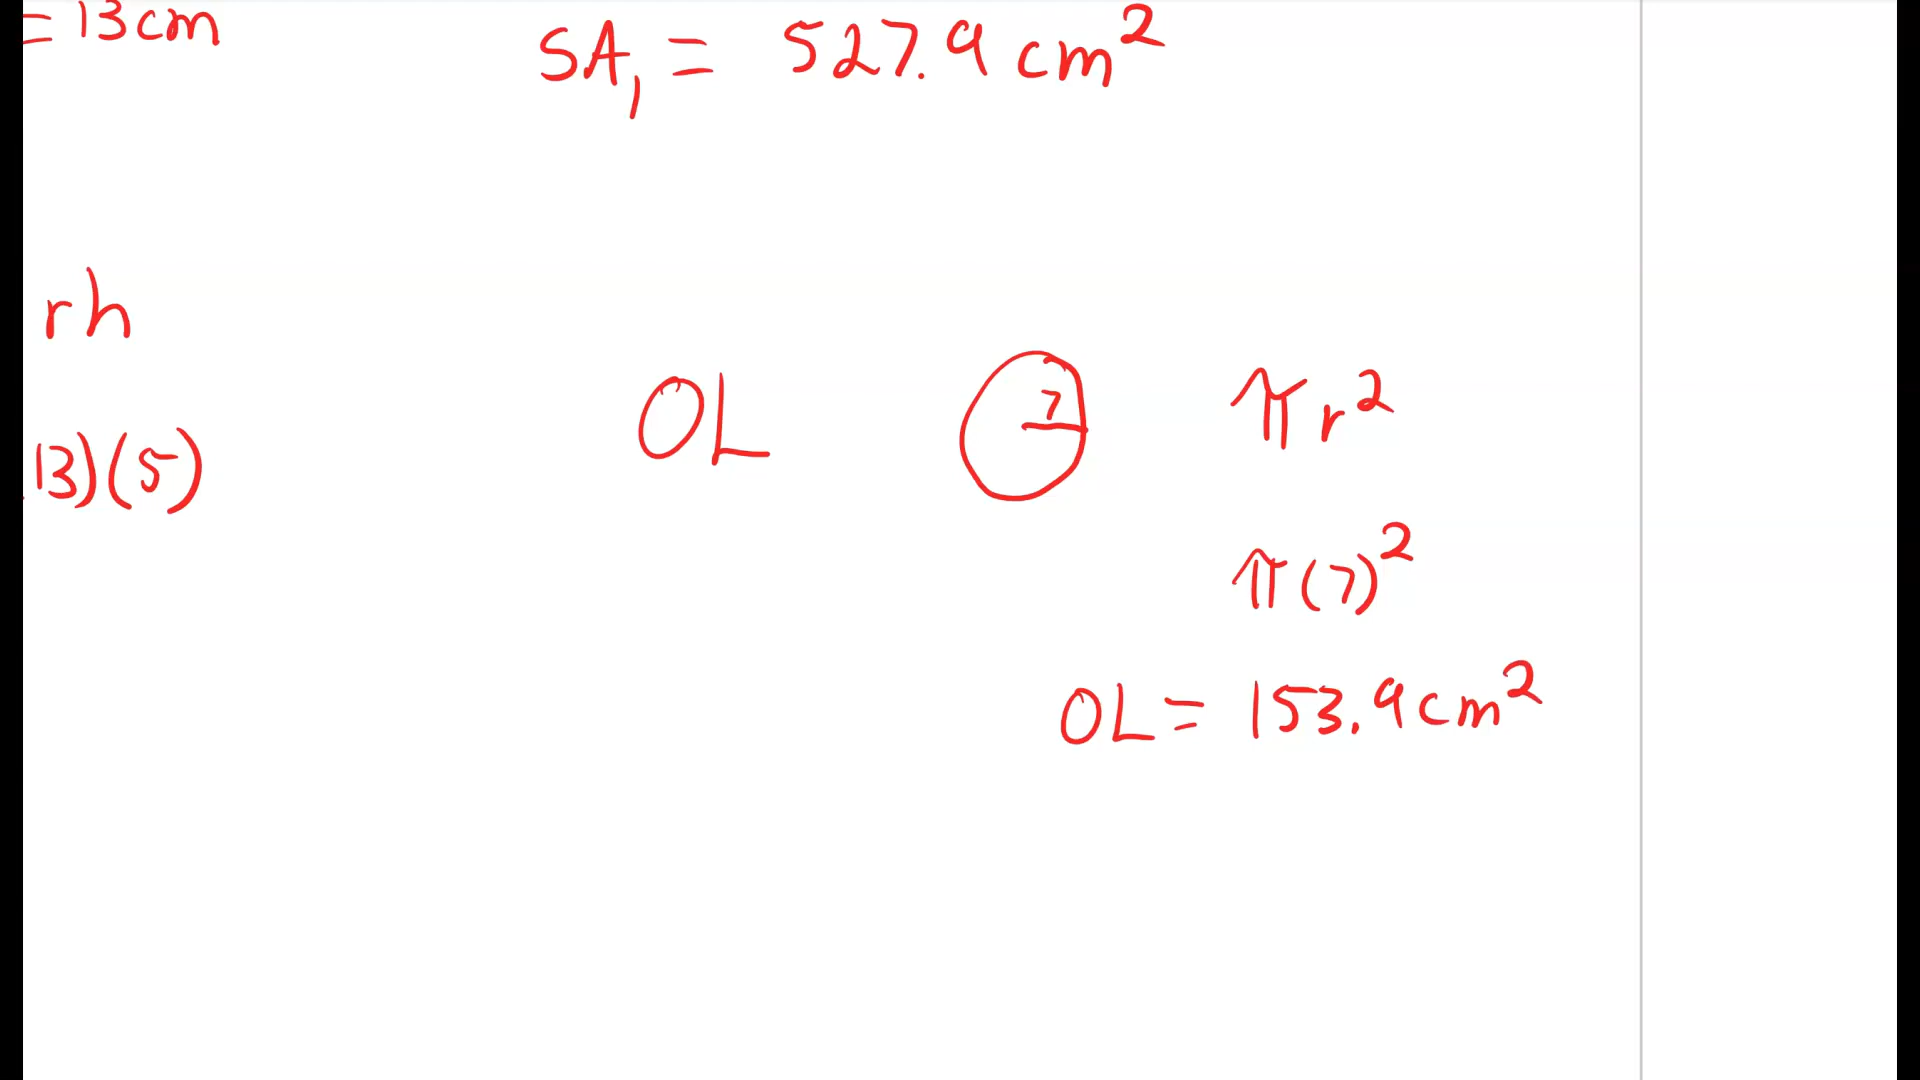 = 13cm
SA₁ = 527.9 cm²
rh
OL 7 πr²
13)(5)
π(7)²
OL = 153.9cm²